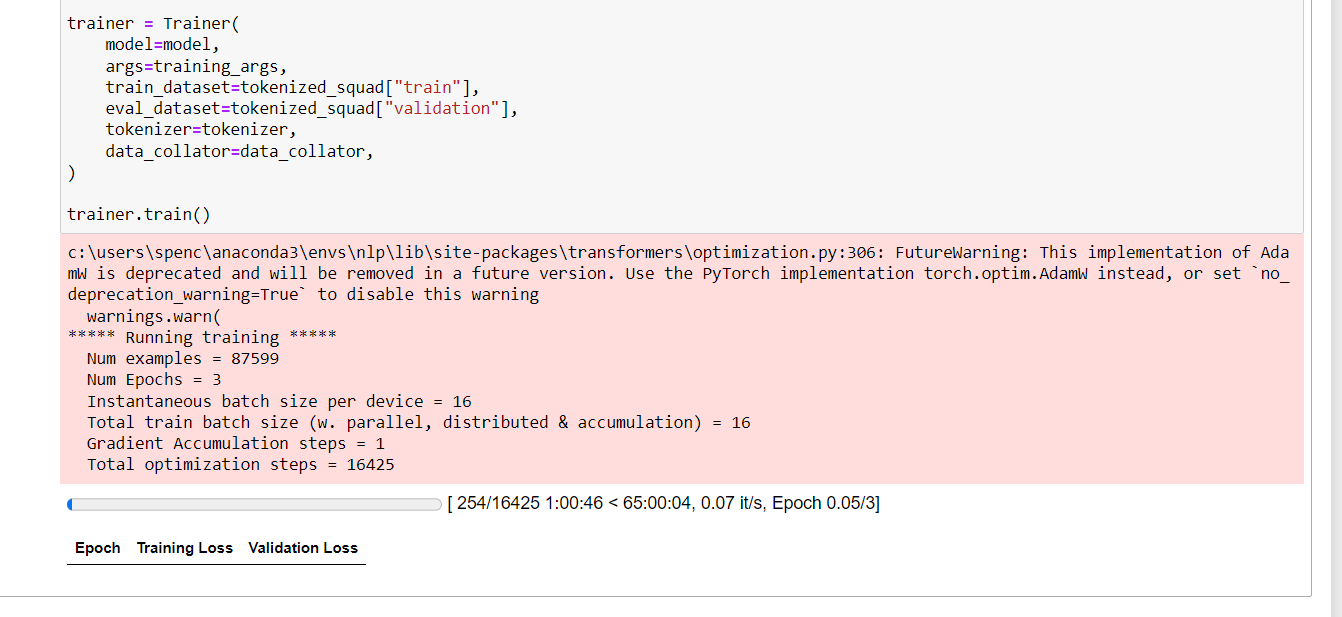 trainer = Trainer(
    model=model,
    args=training_args,
    train_dataset=tokenized_squad["train"],
    eval_dataset=tokenized_squad["validation"],
    tokenizer=tokenizer,
    data_collator=data_collator,
)
trainer.train()
c:\users\spenc\anaconda3\envs\nlp\lib\site-packages\transformers\optimization.py:306: FutureWarning: This implementation of Ada
mW is deprecated and will be removed in a future version. Use the PyTorch implementation torch.optim.AdamW instead, or set `no_
deprecation_warning=True` to disable this warning
  warnings.warn(
***** Running training *****
  Num examples = 87599
  Num Epochs = 3
  Instantaneous batch size per device = 16
  Total train batch size (w. parallel, distributed & accumulation) = 16
  Gradient Accumulation steps = 1
  Total optimization steps = 16425
[ 254/16425 1:00:46 < 65:00:04, 0.07 it/s, Epoch 0.05/3]
Epoch Training Loss Validation Loss